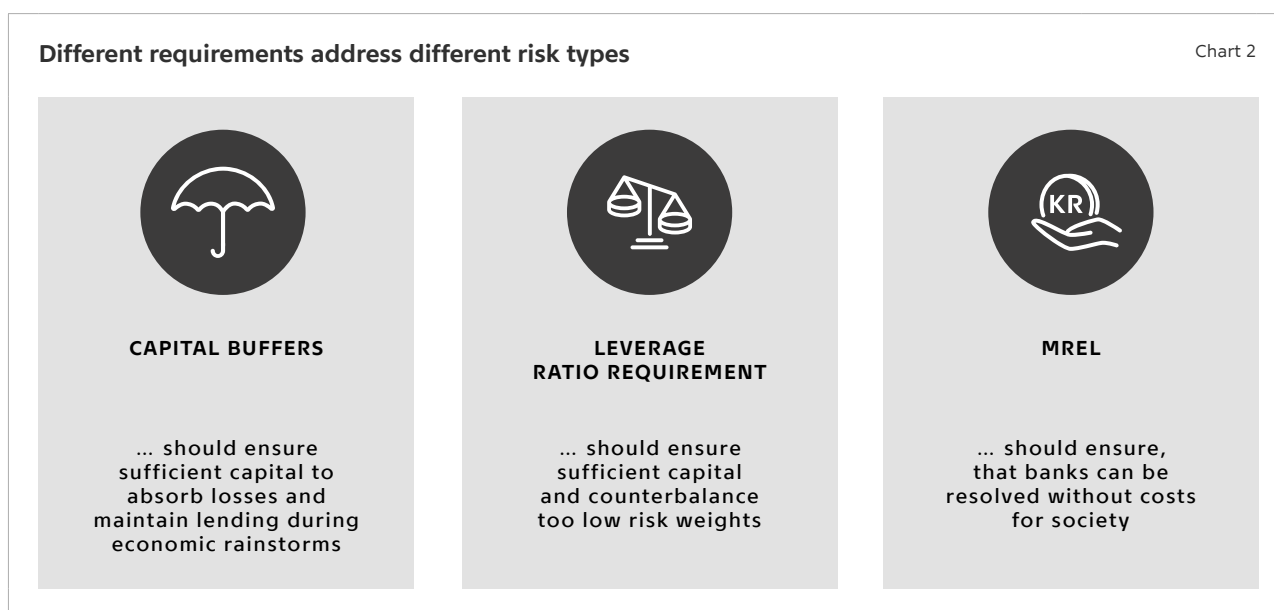 Different requirements address different risk types
Chart 2
CAPITAL BUFFERS
... should ensure
sufficient capital to
absorb losses and
maintain lending during
economic rainstorms
LEVERAGE
RATIO REQUIREMENT
... should ensure
sufficient capital
and counterbalance
too low risk weights
KR
MREL
... should ensure,
that banks can be
resolved without costs
for society